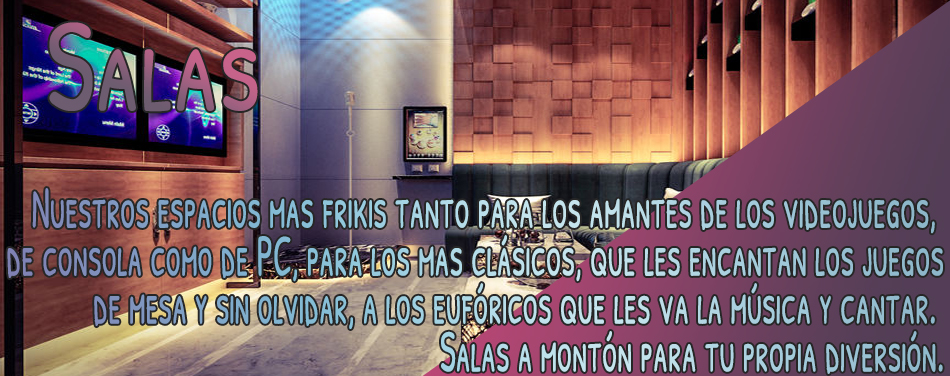 Salas
Nuestros espacios mas frikis tanto para los amantes de los videojuegos,
de consola como de PC, para los mas clásicos, que les encantan los juegos
de mesa y sin olvidar, a los eufóricos que les va la música y cantar.
Salas a montón para tu propia diversión.